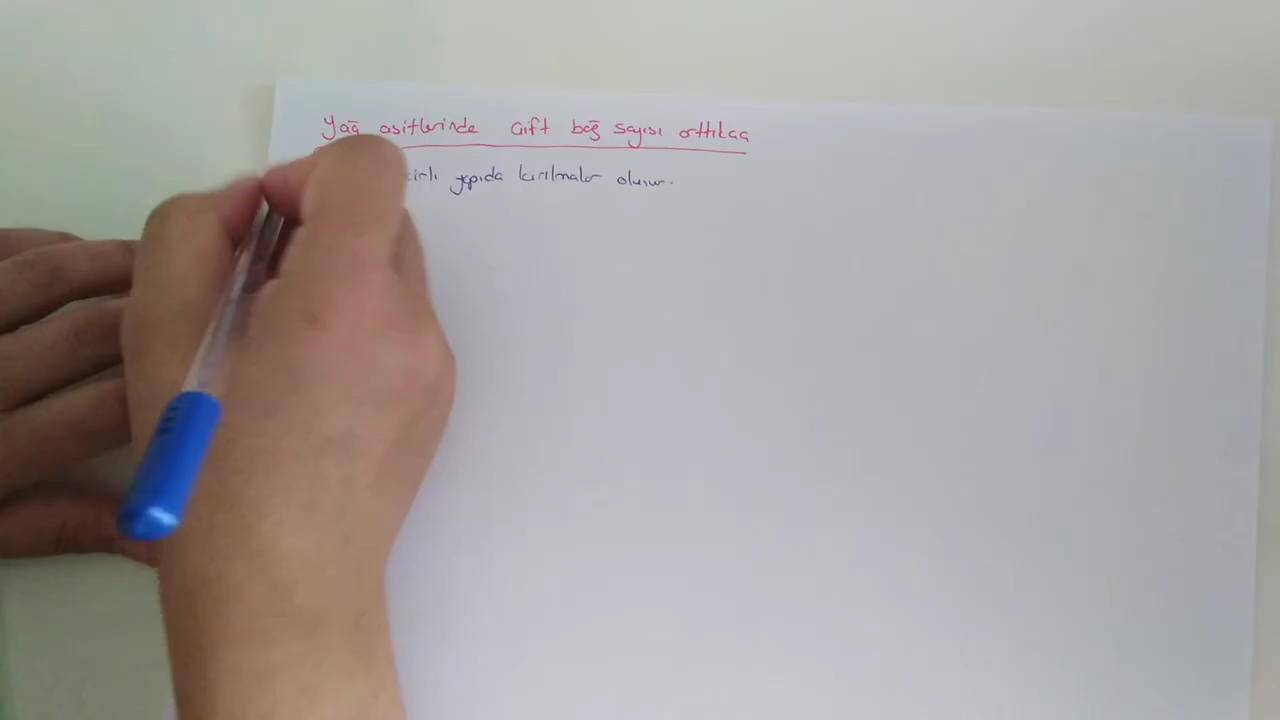 Yağ asitlerinde çift bağ sayısı arttıkça
yapıda kırılmalar oluşur.